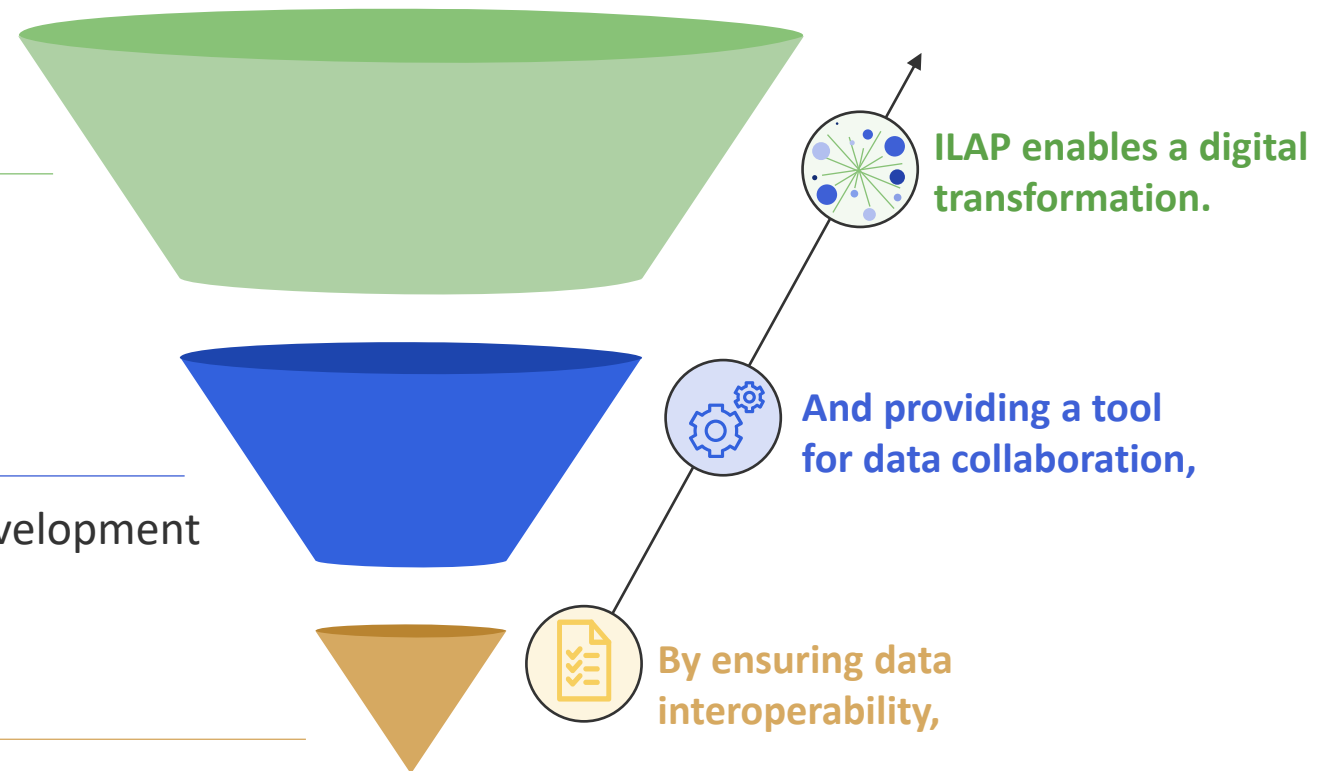 ILAP enables a digital
transformation.
And providing a tool
for data collaboration,
velopment
By ensuring data
interoperability,